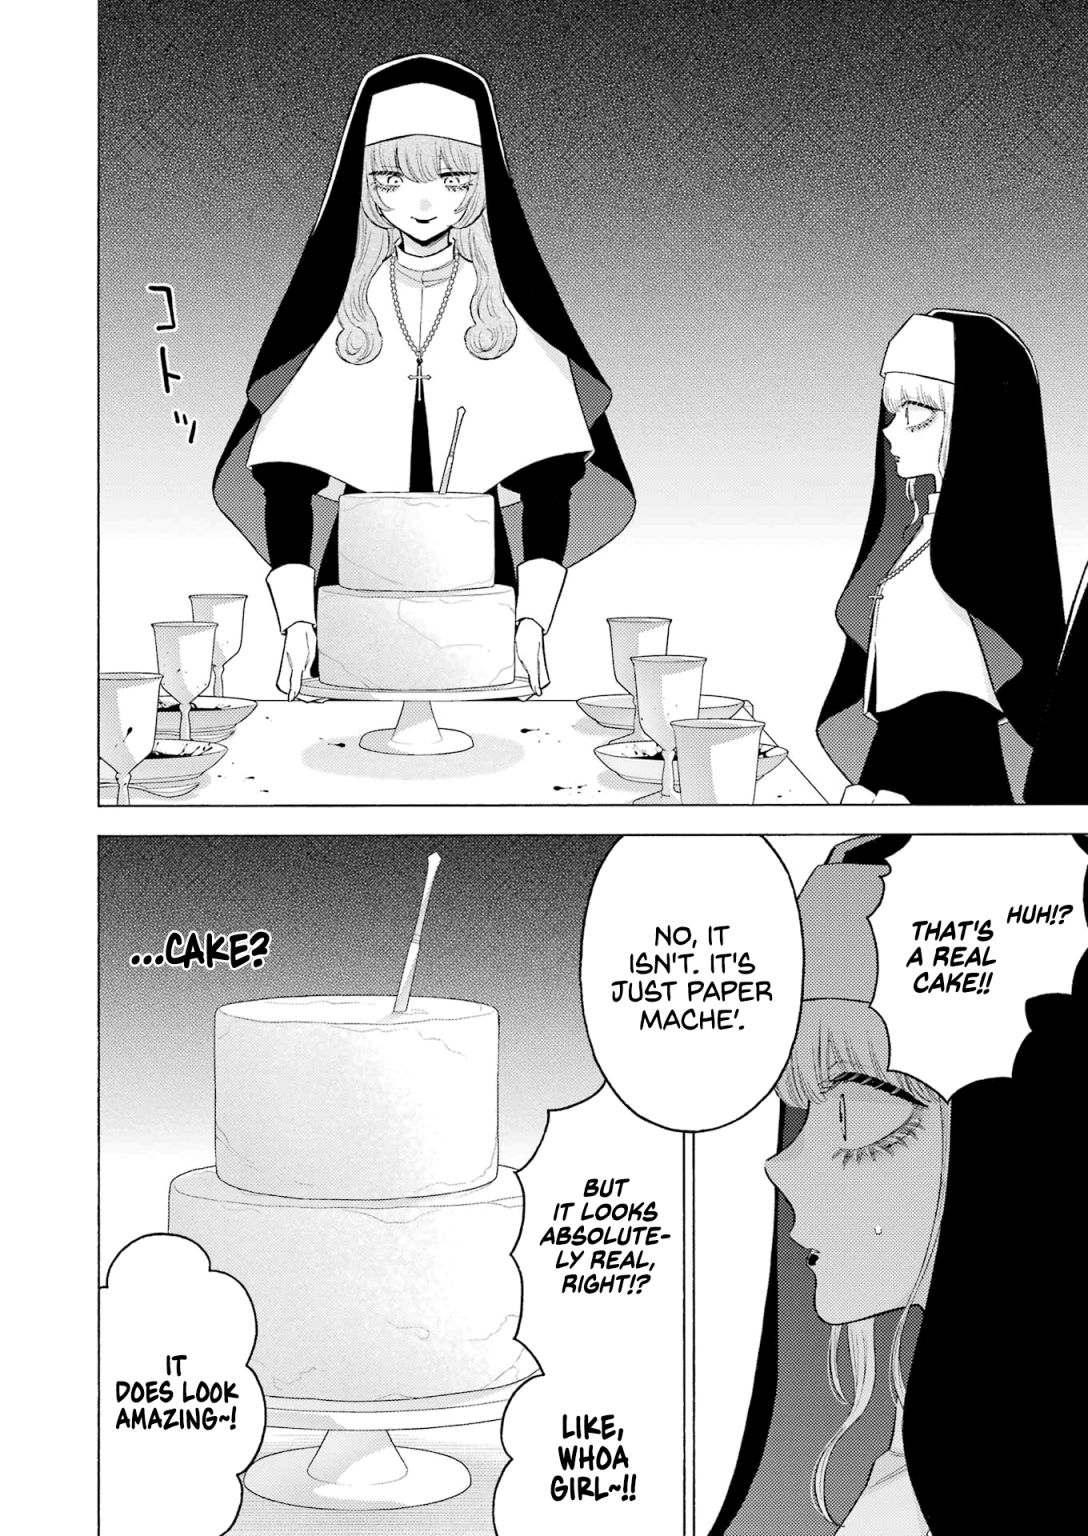 コトッ
HUH!?
THAT'S
A REAL
CAKE!!
NO, IT
ISN'T. IT'S
JUST PAPER
MACHE'.
...CAKE?
BUT
IT LOOKS
ABSOLUTE-
LY REAL,
RIGHT!?
LIKE,
WHOA
GIRL~!!
IT
DOES LOOK
AMAZING~!